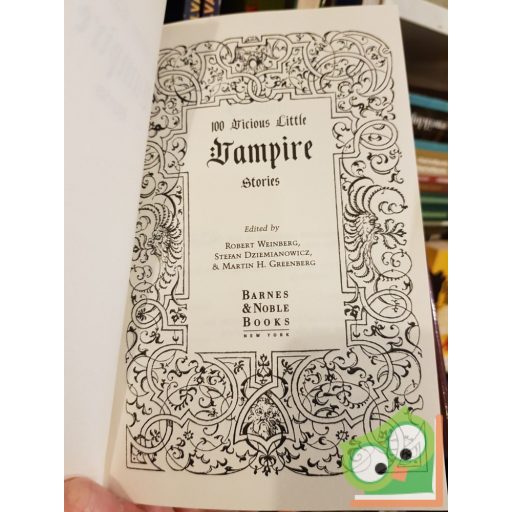 100 Vicious Little
Vampire
Stories
Edited by
ROBERT WEINBERG,
STEFAN DZIEMIANOWICZ,
& MARTIN H. GREENBERG
BARNES
& NOBLE
BOOKS
NEW YORK